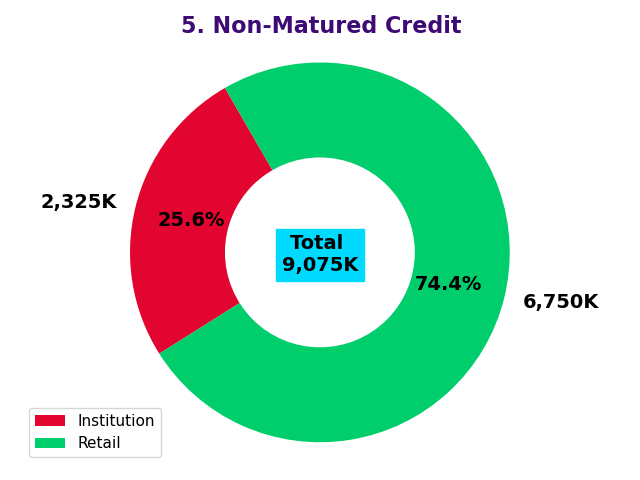 5. Non-Matured Credit
2,325K
25.6%
Total
9,075K
74.4%
6,750K
Institution
Retail